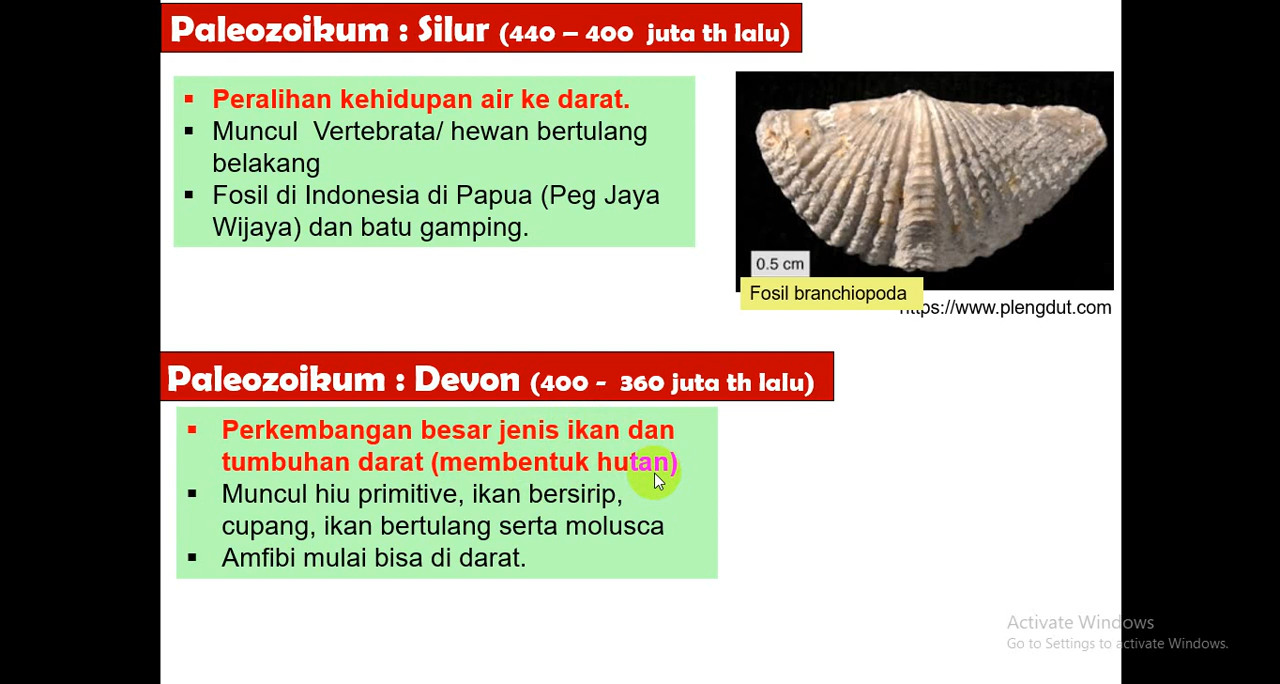 Paleozoikum : Silur (440 – 400 juta th lalu)
Peralihan kehidupan air ke darat.
Muncul Vertebrata/ hewan bertulang
belakang
Fosil di Indonesia di Papua (Peg Jaya
Wijaya) dan batu gamping.
0.5 cm
Fosil branchiopoda
https://www.plengdut.com
Paleozoikum : Devon (400 - 360 juta th lalu)
Perkembangan besar jenis ikan dan
tumbuhan darat (membentuk hutan)
Muncul hiu primitive, ikan bersirip,
cupang, ikan bertulang serta molusca
Amfibi mulai bisa di darat.
Activate Windows
Go to Settings to activate Windows.